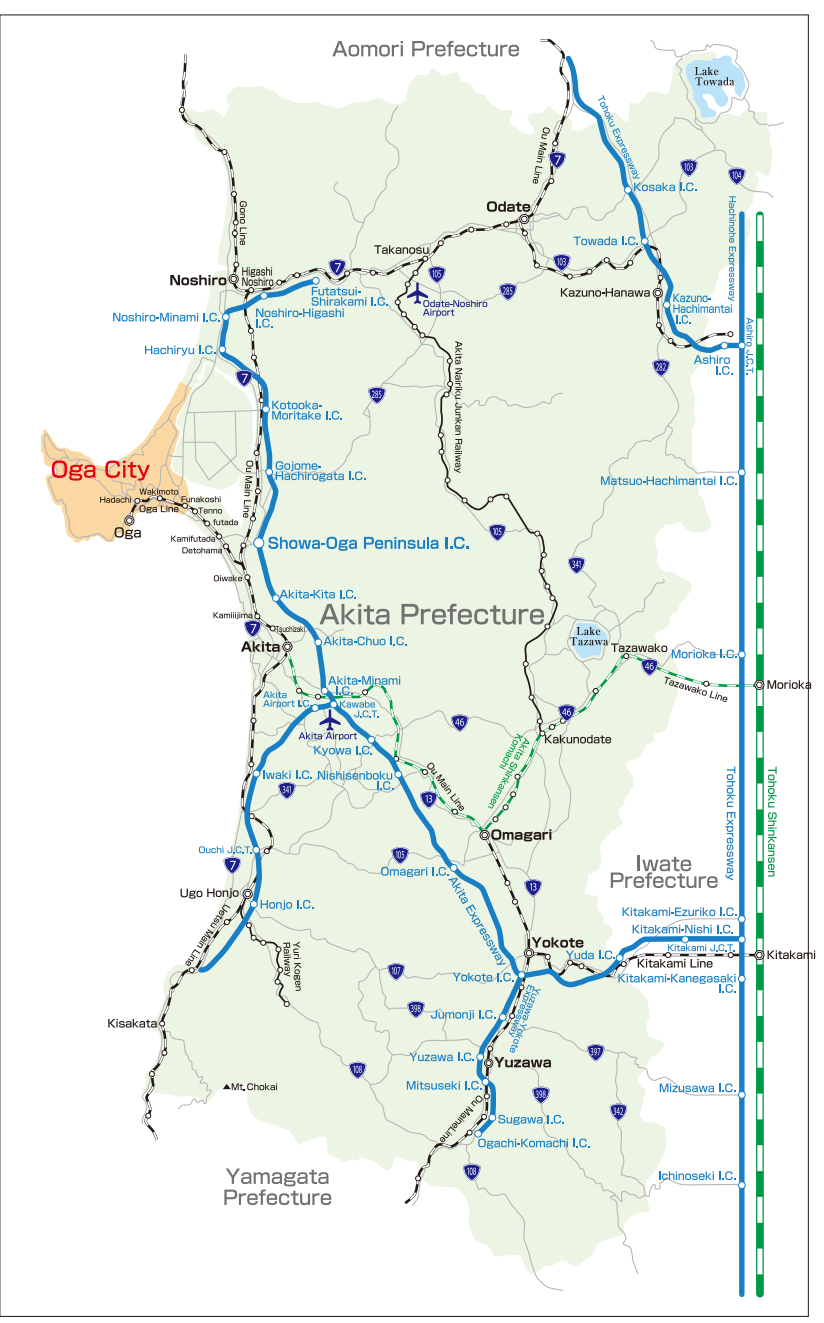 Aomori Prefecture
Lake
Towada
Tohoku Expressway
Ou Main Line
7
103
104
Kosaka I.C.
Hachinohe Expressway
Odate
Gono Line
Towada I.C.
Takanosu
7
103
105
Noshiro
Higashi
Noshiro
Futatsui-
Shirakami I.C.
Odate-Noshiro
Airport
285
Kazuno-Hanawa
Kazuno-
Hachimantai
I.C.
Noshiro-Minami I.C.
Noshiro-Higashi
I.C.
Ashiro J.C.T.
Hachiryu I.C.
Ashiro
I.C.
7
282
285
Akita Nairiku Junkan Railway
Kotooka-
Moritake I.C.
Oga City
Ou Main Line
Gojome-
Hachirogata I.C.
Matsuo-Hachimantai I.C.
Hadachi
Wakimoto
Oga Line
Funakoshi
Tenno
futada
Oga
Kamifutada
Detohama
105
Showa-Oga Peninsula I.C.
341
Oiwake
Akita-Kita I.C.
Akita Prefecture
Kamiiijima
Tsuchizaki
7
Akita
Akita-Chuo I.C.
Lake
Tazawa
Tazawako
Morioka I.C.
46
Tazawako Line
Morioka
Akita-Minami
I.C.
Akita
Airport I.C.
Kawabe
J.C.T.
Akita Airport
46
46
Kakunodate
Kyowa I.C.
Akita Shinkansen
Komachi
Iwaki I.C.
Nishisenboku
I.C.
341
13
Ou Main Line
Tohoku Expressway
Tohoku Shinkansen
Omagari
Ouchi J.C.T.
7
105
Omagari I.C.
Iwate
Prefecture
13
Ugo Honjo
Honjo I.C.
Akita Expressway
Uetsu Main Line
Yuri Kogen
Railway
Kitakami-Ezuriko I.C.
Kitakami-Nishi I.C.
Yokote
Yuda I.C.
Kitakami J.C.T.
Kitakami
Kitakami Line
107
Yokote I.C.
Kitakami-Kanegasaki
I.C.
Yuzawa-Yokote
Expressway
398
Jumonji I.C.
Kisakata
397
Yuzawa I.C.
Yuzawa
108
Mt. Chokai
Mitsuseki I.C.
398
Mizusawa I.C.
Ou MaineLine
342
Sugawa I.C.
Ogachi-Komachi I.C.
108
Yamagata
Prefecture
Ichinoseki I.C.